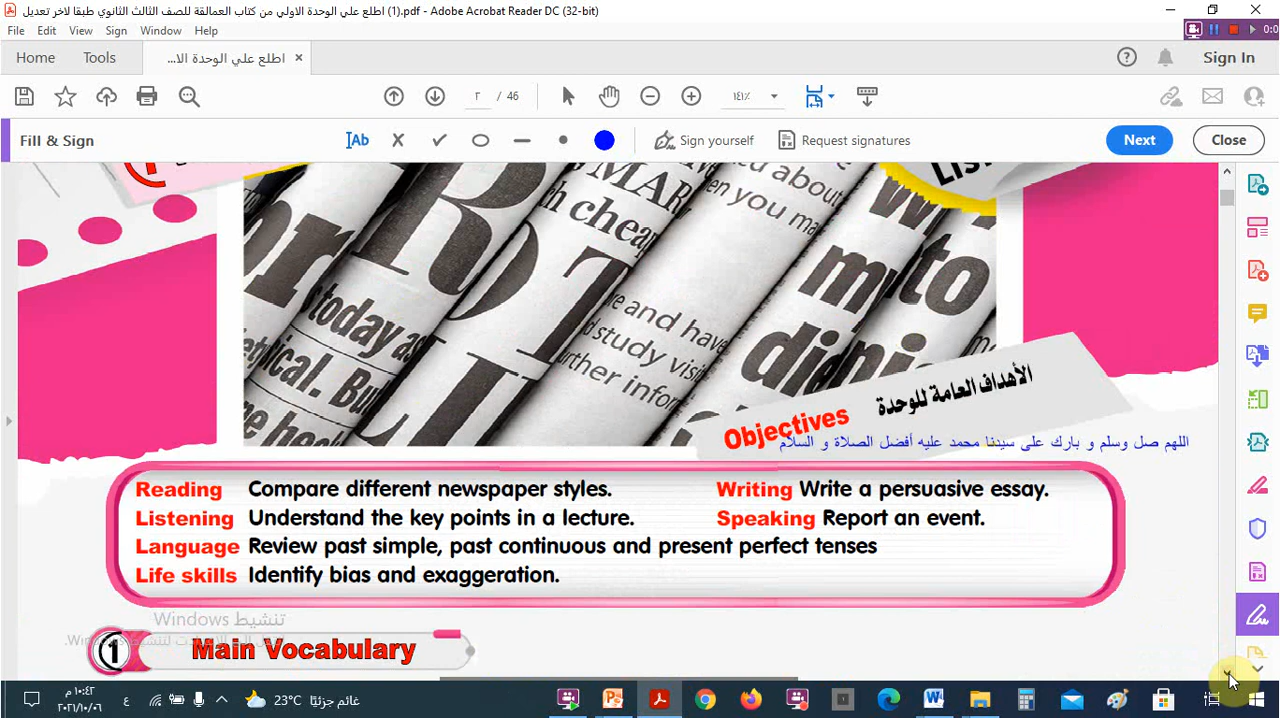 اطلع علي الوحدة الاولي من كتاب العمالقة للصف الثالث الثانوي طبقا لاخر تعديل (1).pdf - Adobe Acrobat Reader DC (32-bit)
File Edit View Sign Window Help
Home Tools اطلع علي الوحدة الا... Sign In
٢ / 46 ١٤١٪
Fill & Sign Ab Sign yourself Request signatures Next Close
الأهداف العامة للوحدة
Objectives
اللهم صل وسلم و بارك على سيدنا محمد عليه أفضل الصلاة و السلام
Reading Compare different newspaper styles. Writing Write a persuasive essay.
Listening Understand the key points in a lecture. Speaking Report an event.
Language Review past simple, past continuous and present perfect tenses
Life skills Identify bias and exaggeration.
تنشيط Windows
1 Main Vocabulary
١٠:٤٢ م
٢٠٢١/١٠/٠٦
ع
23°C غائم جزئيًا